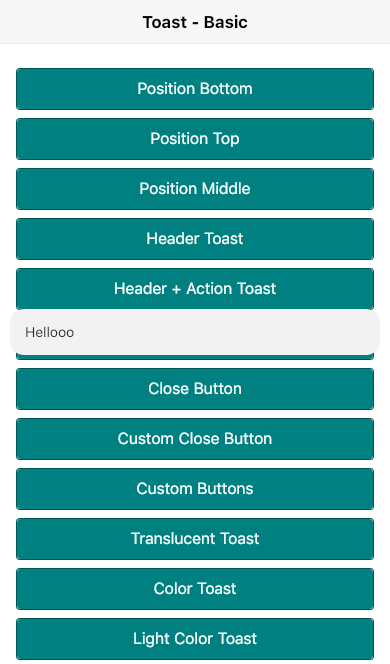 Toast - Basic
Position Bottom
Position Top
Position Middle
Header Toast
Header + Action Toast
Hellooo
Close Button
Custom Close Button
Custom Buttons
Translucent Toast
Color Toast
Light Color Toast